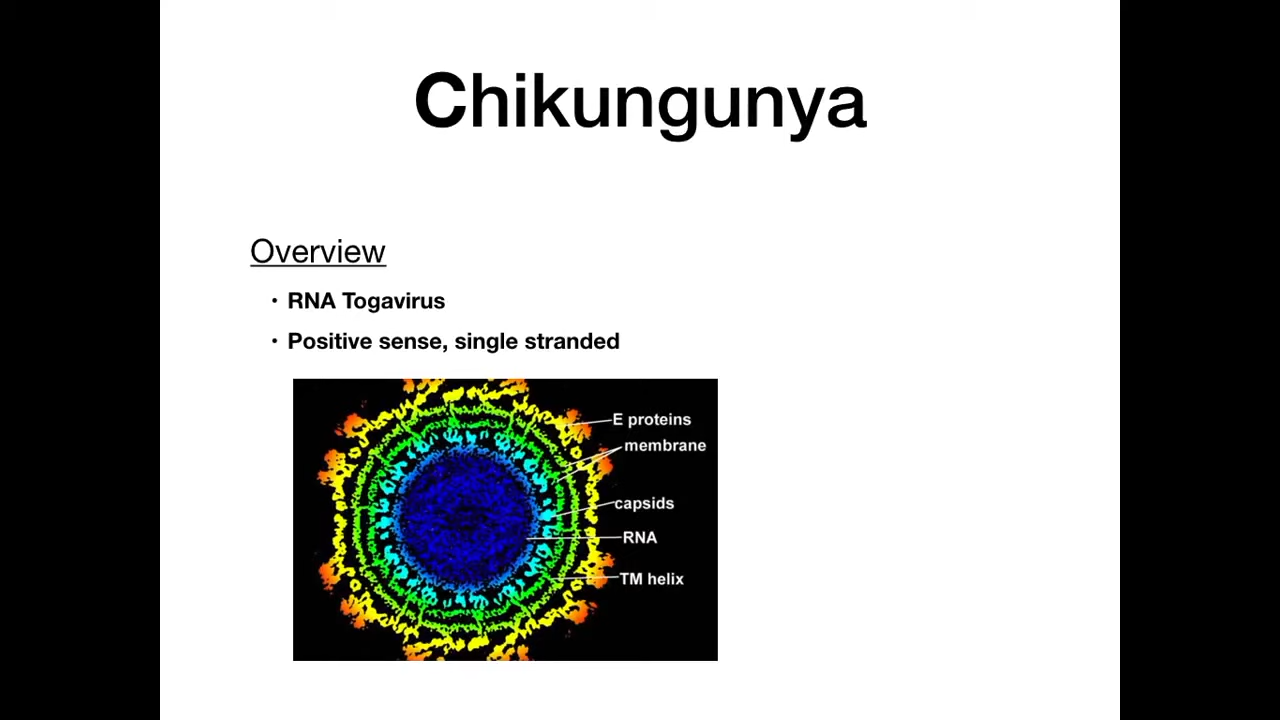 Chikungunya
Overview
• RNA Togavirus
• Positive sense, single stranded
E proteins
membrane
capsids
RNA
TM helix